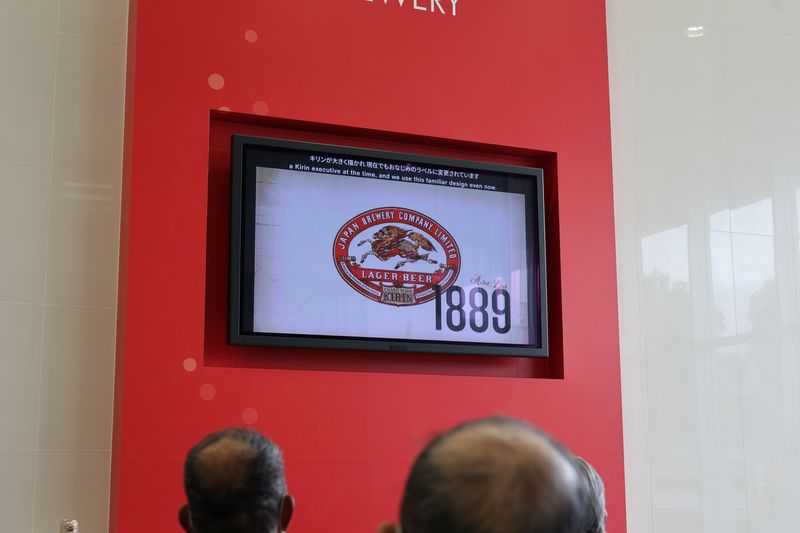 EWERY
キリンが大きく描かれ 現在でもおなじみのラベルに変更されています
a Kirin executive at the time, and we use this familiar design even now.
JAPAN BREWERY COMPANY LIMITED
LAGER-BEER
KIRIN
1889